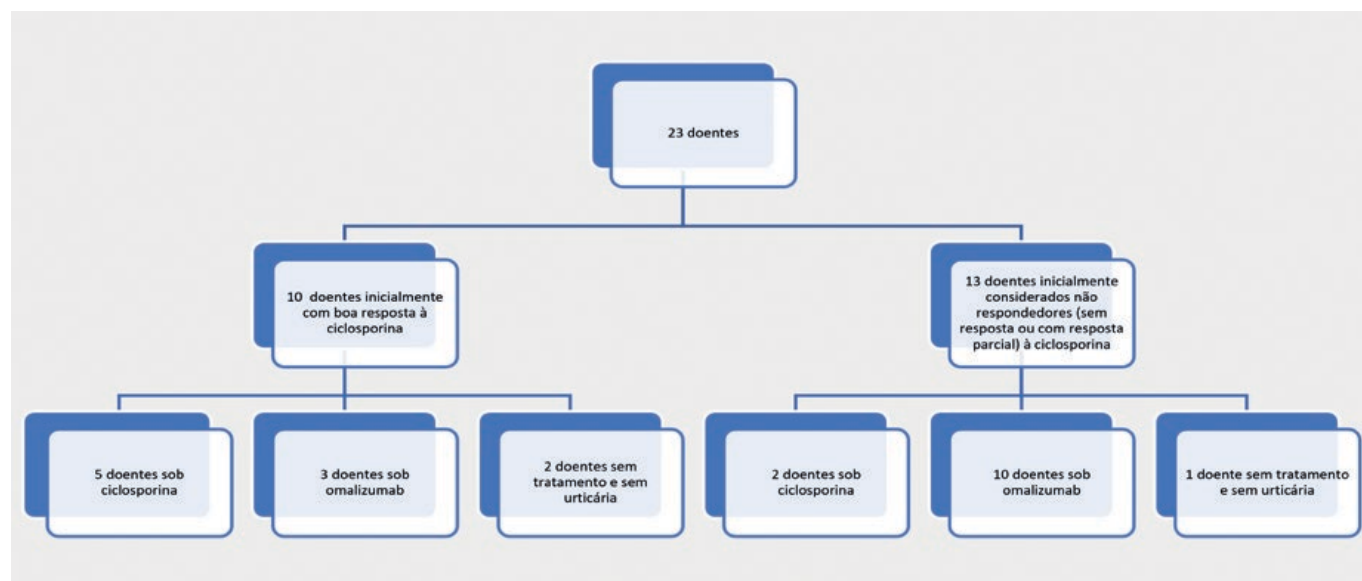 23 doentes
10 doentes inicialmente
com boa resposta à
ciclosporina
13 doentes inicialmente
considerados não
respondedores (sem
resposta ou com resposta
parcial) à ciclosporina
5 doentes sob
ciclosporina
3 doentes sob
omalizumab
2 doentes sem
tratamento e sem
urticária
2 doentes sob
ciclosporina
10 doentes sob
omalizumab
1 doente sem tratamento
e sem urticária